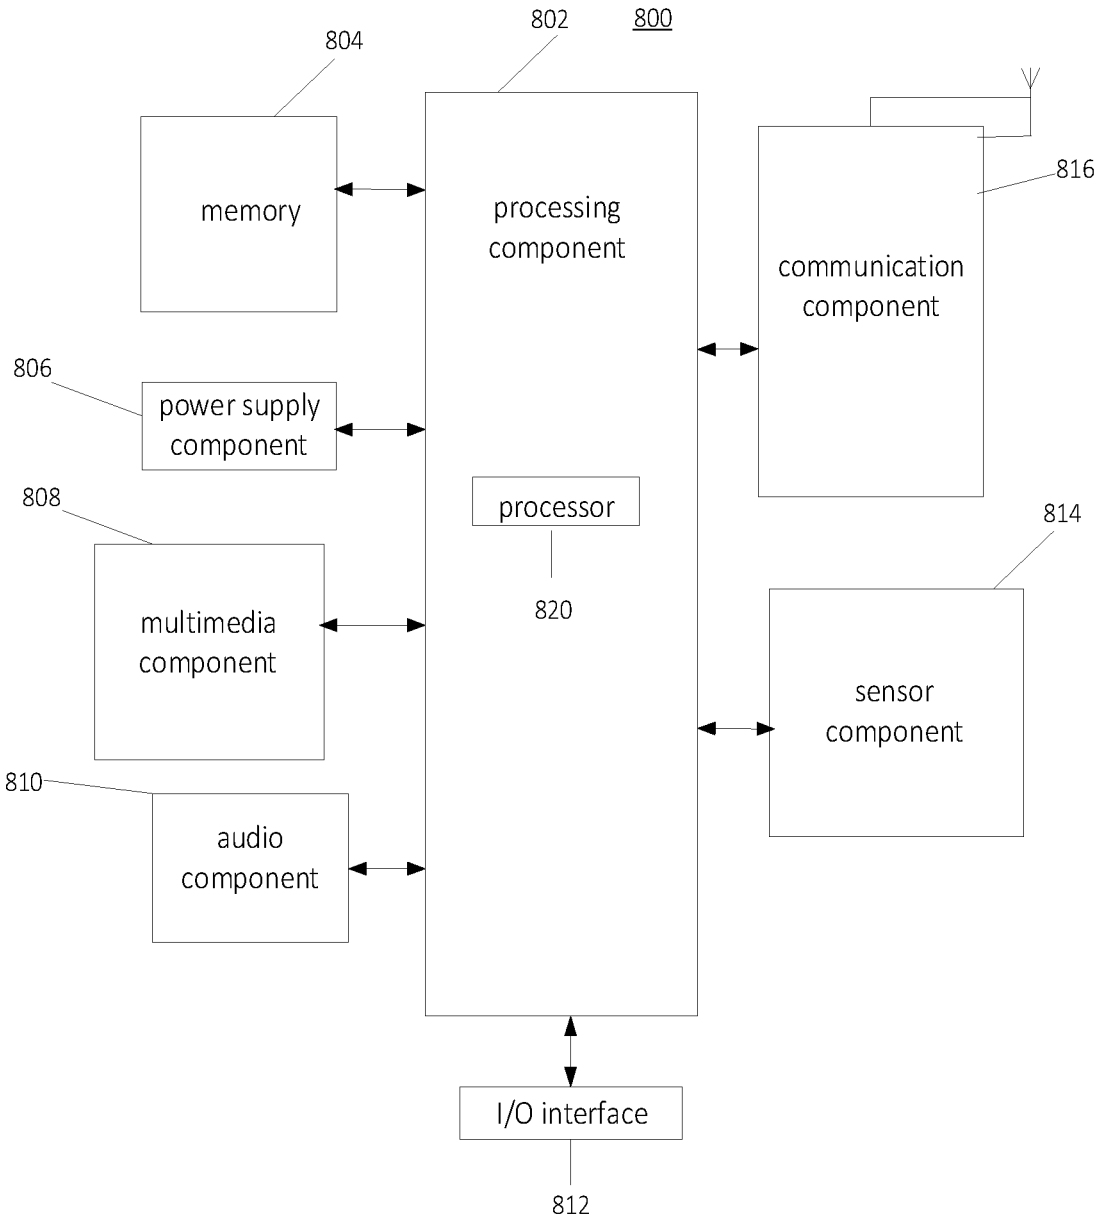 802
800
804
memory
processing
component
816
communication
component
806
power supply
component
808
processor
814
820
multimedia
component
sensor
component
810
audio
component
I/O interface
812